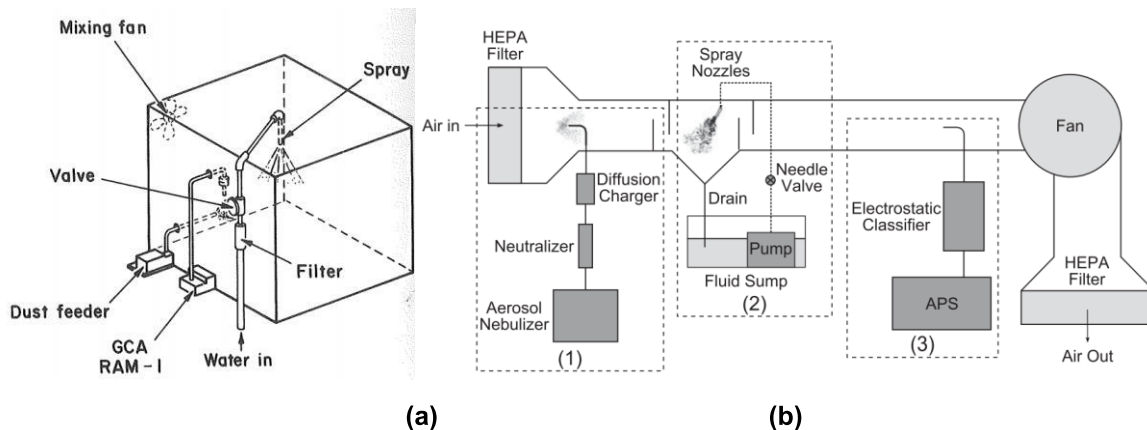 Mixing fan
Spray
Valve
Filter
Dust feeder
GCA
RAM-1
Water in
(a)
HEPA
Filter
Air in
Spray
Nozzles
Diffusion
Charger
Neutralizer
Aerosol
Nebulizer
(1)
Drain
Needle
Valve
Pump
Fluid Sump
(2)
Electrostatic
Classifier
APS
(3)
Fan
HEPA
Filter
Air Out
(b)